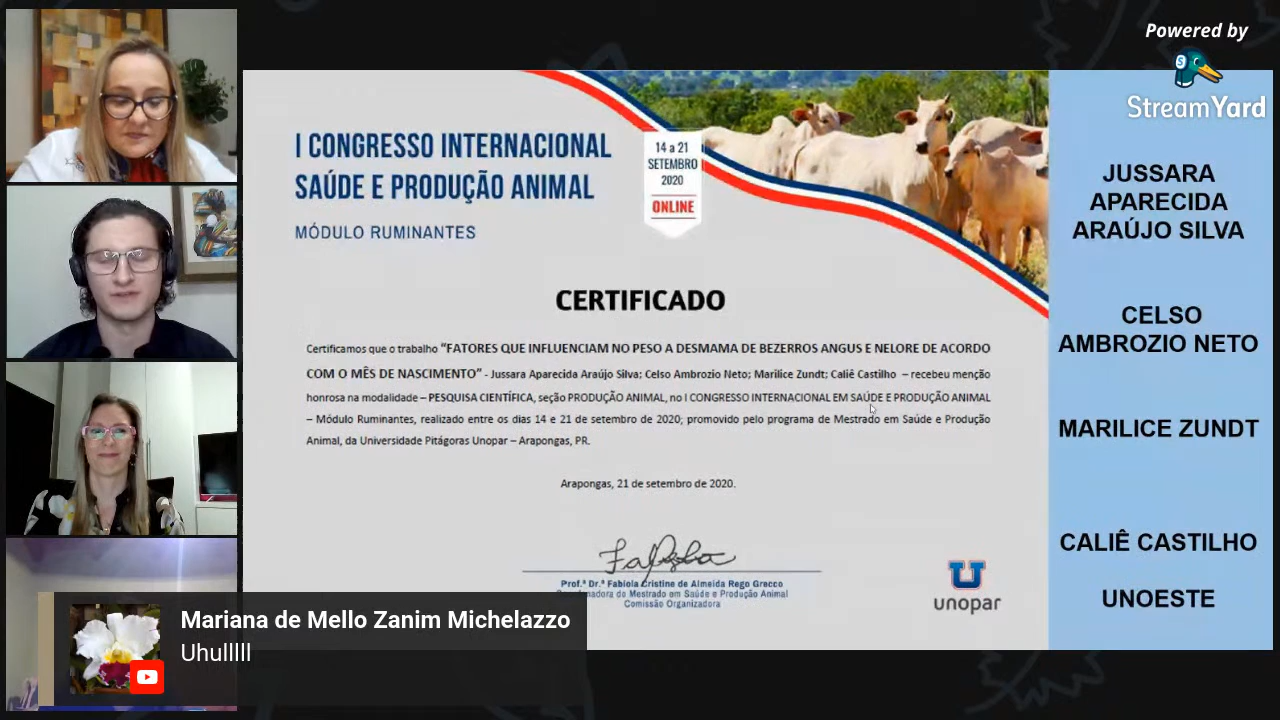 Powered by
StreamYard
I CONGRESSO INTERNACIONAL
SAÚDE E PRODUÇÃO ANIMAL
MÓDULO RUMINANTES
14 a 21
SETEMBRO
2020
ONLINE
CERTIFICADO
Certificamos que o trabalho “FATORES QUE INFLUENCIAM NO PESO A DESMAMA DE BEZERROS ANGUS E NELORE DE ACORDO
COM O MÊS DE NASCIMENTO” - Jussara Aparecida Araújo Silva; Celso Ambrozio Neto; Marilice Zundt; Caliê Castilho – recebeu menção
honrosa na modalidade – PESQUISA CIENTÍFICA, seção PRODUÇÃO ANIMAL, no I CONGRESSO INTERNACIONAL EM SAÚDE E PRODUÇÃO ANIMAL
– Módulo Ruminantes, realizado entre os dias 14 e 21 de setembro de 2020; promovido pelo programa de Mestrado em Saúde e Produção
Animal, da Universidade Pitágoras Unopar – Arapongas, PR.
Arapongas, 21 de setembro de 2020.
Prof.ª Dr.ª Fabíola Cristine de Almeida Rego Grecco
Coordenadora do Mestrado em Saúde e Produção Animal
Comissão Organizadora
unopar
JUSSARA
APARECIDA
ARAÚJO SILVA
CELSO
AMBROZIO NETO
MARILICE ZUNDT
CALIÊ CASTILHO
UNOESTE
Mariana de Mello Zanim Michelazzo
Uhulllll